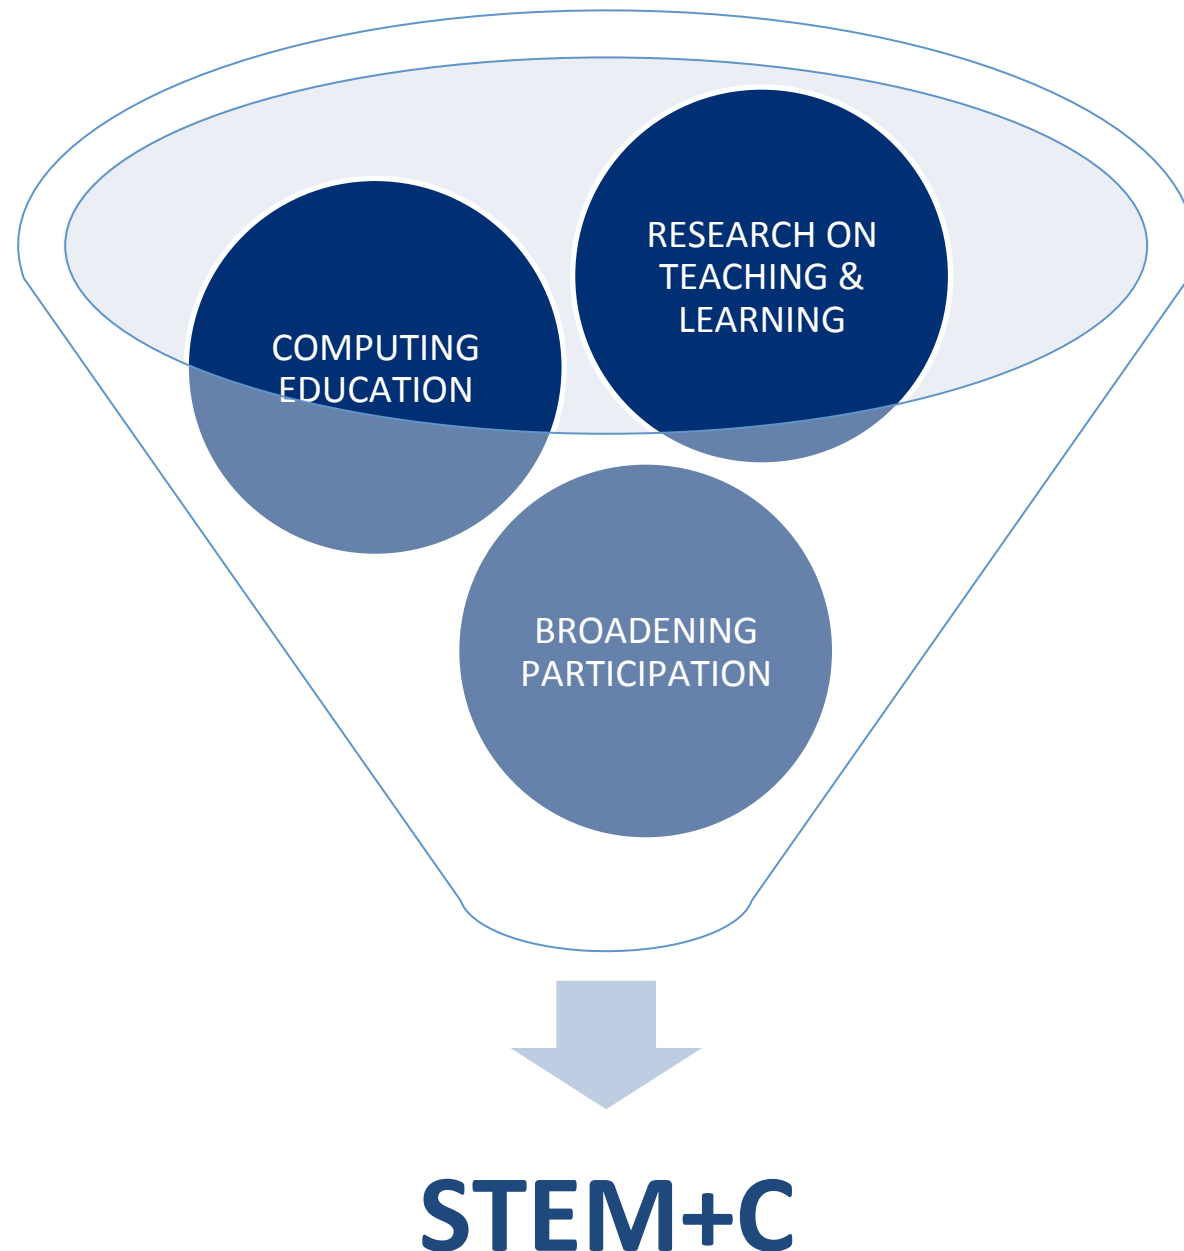 RESEARCH ON
TEACHING &
LEARNING
COMPUTING
EDUCATION
BROADENING
PARTICIPATION
STEM+C